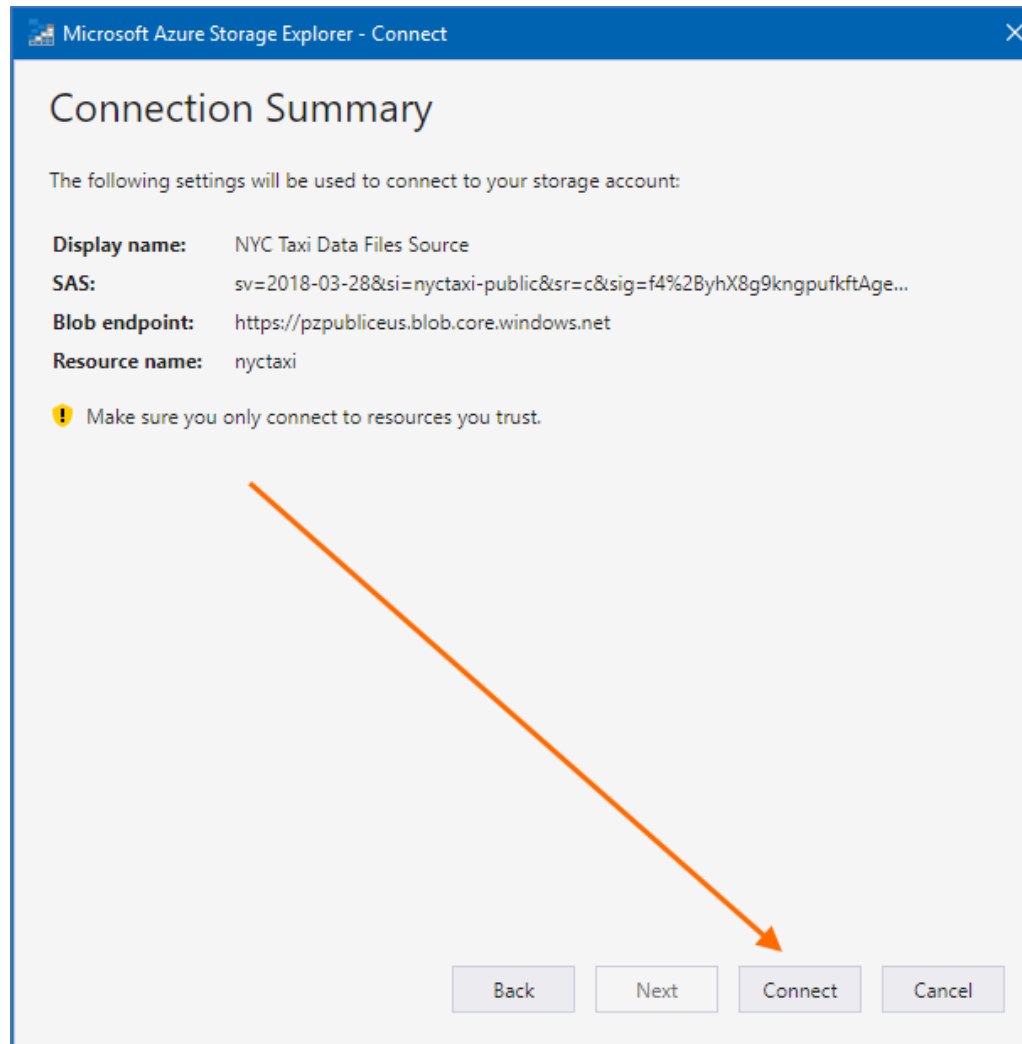 Microsoft Azure Storage Explorer - Connect
Connection Summary
The following settings will be used to connect to your storage account:
Display name: NYC Taxi Data Files Source
SAS: sv=2018-03-28&si=nyctaxi-public&sr=c&sig=f4%2ByhX8g9kngpufkftAge...
Blob endpoint: https://pzpubliceus.blob.core.windows.net
Resource name: nyctaxi
Make sure you only connect to resources you trust.
Back Next Connect Cancel